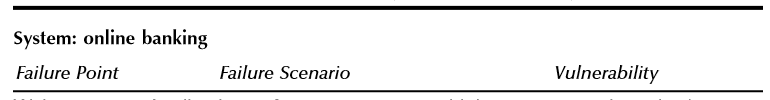 System: online banking
Failure Point Failure Scenario Vulnerability